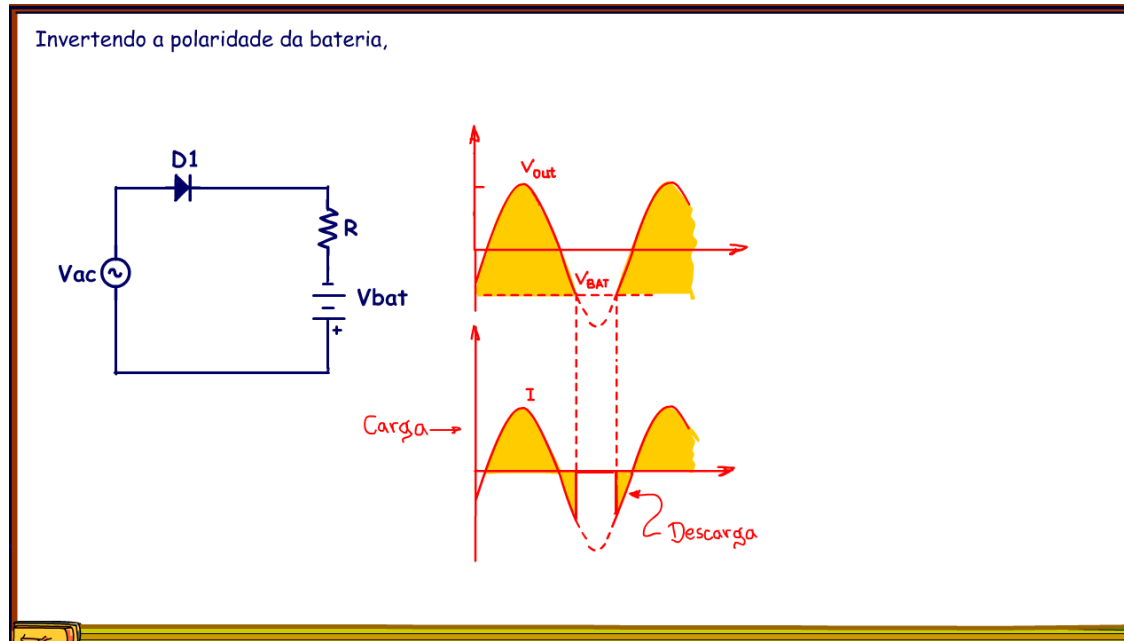 Invertendo a polaridade da bateria,
D1
Vout
R
Vac
VBAT
Vbat
+
I
Carga
Descarga